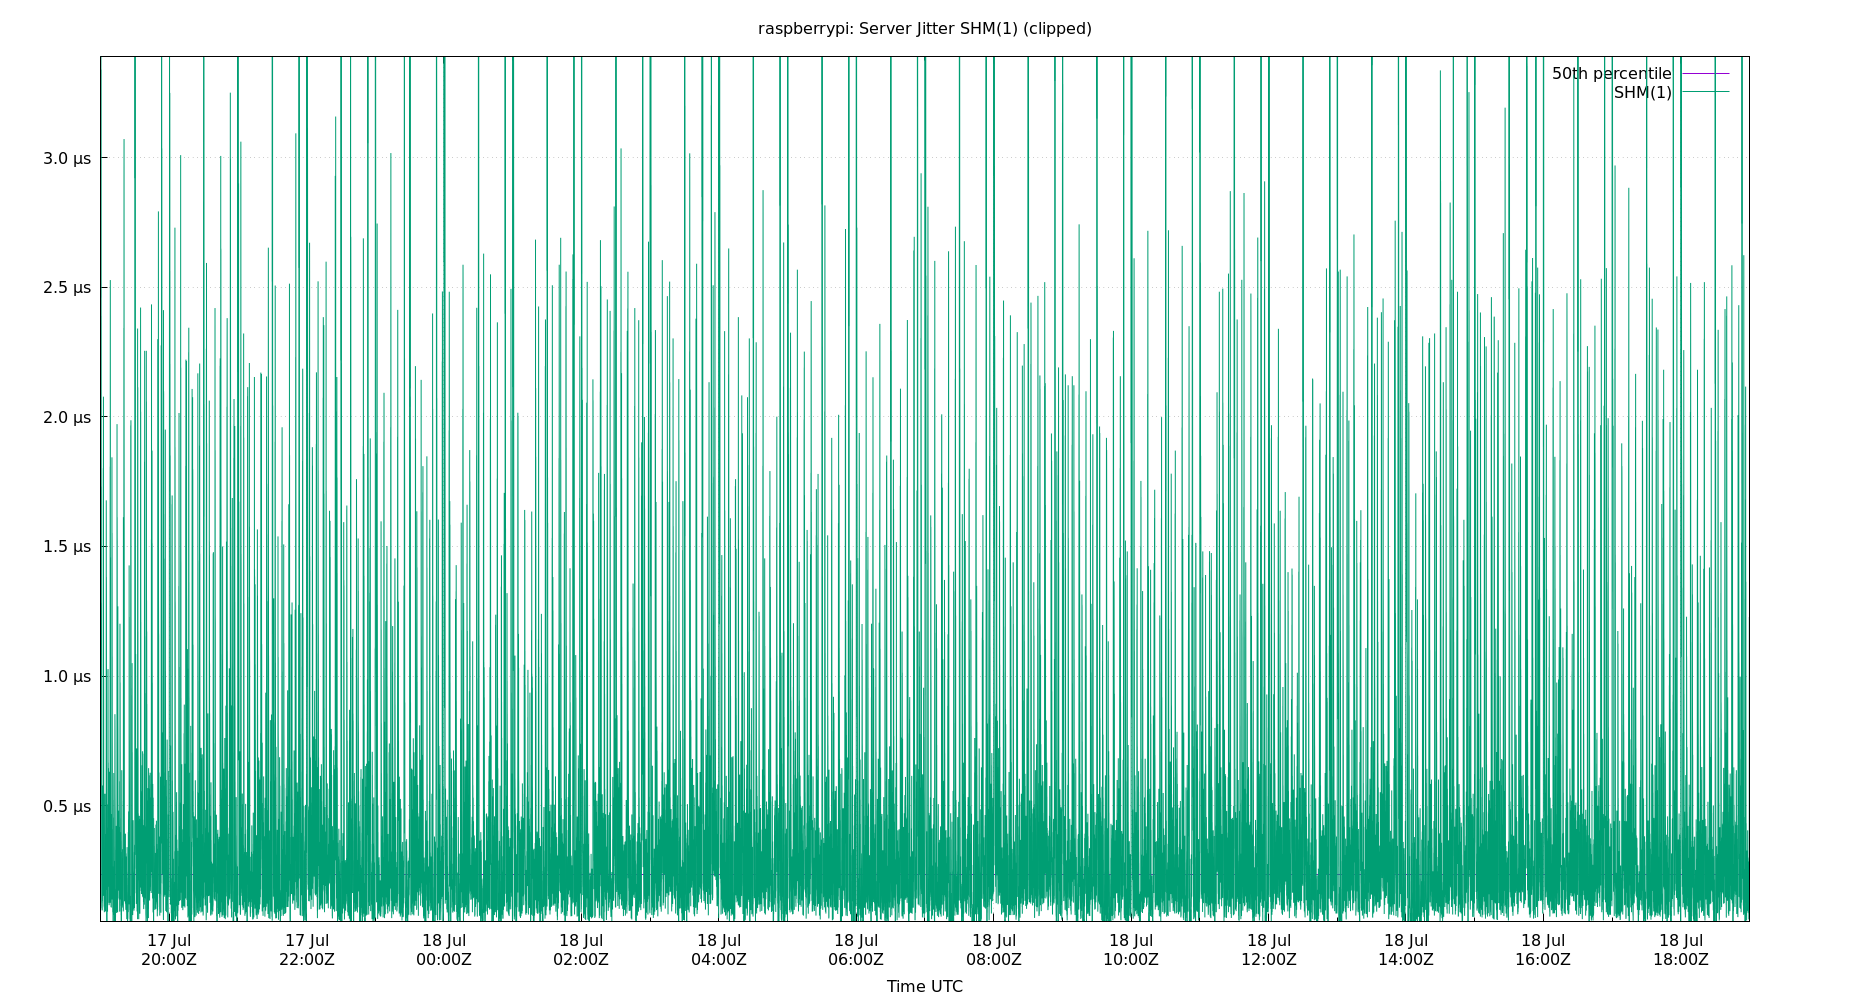 raspberrypi: Server Jitter SHM(1) (clipped)
50th percentile
SHM(1)
3.0 µs
2.5 µs
2.0 µs
1.5 µs
1.0 µs
0.5 µs
17 Jul 17 Jul 18 Jul 18 Jul 18 Jul 18 Jul 18 Jul 18 Jul 18 Jul 18 Jul 18 Jul 18 Jul
20:00Z 22:00Z 00:00Z 02:00Z 04:00Z 06:00Z 08:00Z 10:00Z 12:00Z 14:00Z 16:00Z 18:00Z
Time UTC